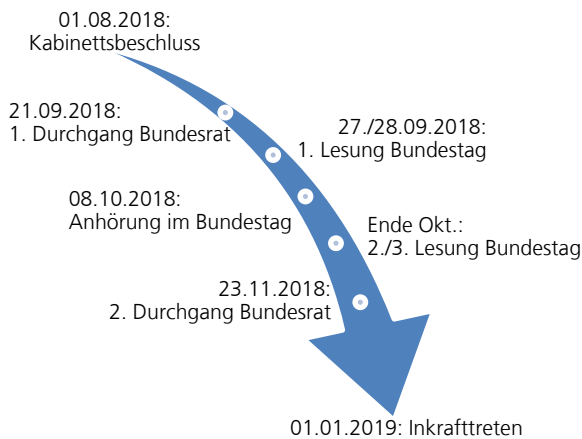 01.08.2018:
Kabinettsbeschluss
21.09.2018:
1. Durchgang Bundesrat
27./28.09.2018:
1. Lesung Bundestag
08.10.2018:
Anhörung im Bundestag
Ende Okt.:
2./3. Lesung Bundestag
23.11.2018:
2. Durchgang Bundesrat
01.01.2019: Inkrafttreten